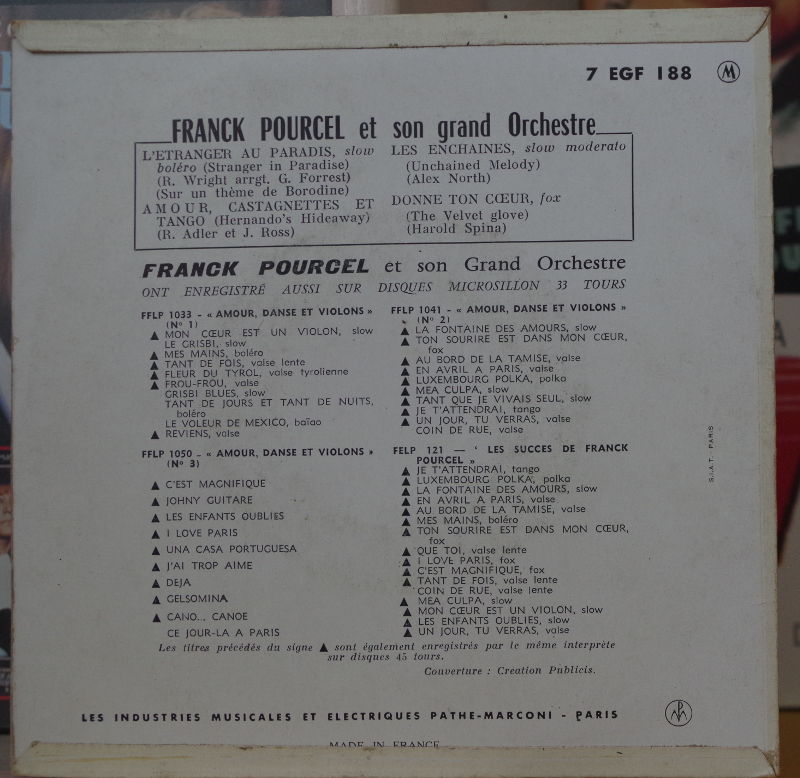 7 EGF 188 M
FRANCK POURCEL et son grand Orchestre
L'ETRANGER AU PARADIS, slow
boléro (Stranger in Paradise)
(R. Wright arrgt. G. Forrest)
(Sur un thème de Borodine)
AMOUR, CASTAGNETTES ET
TANGO (Hernando's Hideaway)
(R. Adler et J. Ross)
LES ENCHAINES, slow moderato
(Unchained Melody)
(Alex North)
DONNE TON CŒUR, fox
(The Velvet glove)
(Harold Spina)
FRANCK POURCEL et son Grand Orchestre
ONT ENREGISTRÉ AUSSI SUR DISQUES MICROSILLON 33 TOURS
FFLP 1033 - « AMOUR, DANSE ET VIOLONS »
(N° 1)
▲ MON CŒUR EST UN VIOLON, slow
LE GRISBI, slow
▲ MES MAINS, boléro
▲ TANT DE FOIS, valse lente
▲ FLEUR DU TYROL, valse tyrolienne
▲ FROU-FROU, valse
GRISBI BLUES, slow
TANT DE JOURS ET TANT DE NUITS,
boléro
LE VOLEUR DE MEXICO, baïao
▲ REVIENS, valse
FFLP 1041 - « AMOUR, DANSE ET VIOLONS »
(N° 2)
▲ LA FONTAINE DES AMOURS, slow
▲ TON SOURIRE EST DANS MON CŒUR,
fox
▲ AU BORD DE LA TAMISE, valse
▲ EN AVRIL A PARIS, valse
▲ LUXEMBOURG POLKA, polka
▲ MEA CULPA, slow
▲ TANT QUE JE VIVAIS SEUL, slow
▲ JE T'ATTENDRAI, tango
▲ UN JOUR, TU VERRAS, valse
COIN DE RUE, valse
FFLP 1050 - « AMOUR, DANSE ET VIOLONS »
(N° 3)
▲ C'EST MAGNIFIQUE
▲ JOHNY GUITARE
▲ LES ENFANTS OUBLIES
▲ I LOVE PARIS
▲ UNA CASA PORTUGUESA
▲ J'AI TROP AIME
▲ DEJA
▲ GELSOMINA
▲ CANO... CANOE
CE JOUR-LA A PARIS
FELP 121 — ' LES SUCCES DE FRANCK
POURCEL »
▲ JE T'ATTENDRAI, tango
▲ LUXEMBOURG POLKA, polka
▲ LA FONTAINE DES AMOURS, slow
▲ EN AVRIL A PARIS, valse
▲ AU BORD DE LA TAMISE, valse
▲ MES MAINS, boléro
▲ TON SOURIRE EST DANS MON CŒUR,
fox
▲ QUE TOI, valse lente
▲ I LOVE PARIS, fox
▲ C'EST MAGNIFIQUE, fox
▲ TANT DE FOIS, valse lente
COIN DE RUE, valse lente
▲ MEA CULPA, slow
▲ MON CŒUR EST UN VIOLON, slow
▲ LES ENFANTS OUBLIES, slow
▲ UN JOUR, TU VERRAS, valse
S.I.A.T. PARIS
Les titres précédés du signe ▲ sont également enregistrés par le même interprète
sur disques 45 tours.
Couverture : Creation Publicis.
LES INDUSTRIES MUSICALES ET ELECTRIQUES PATHE-MARCONI - PARIS
MADE IN FRANCE